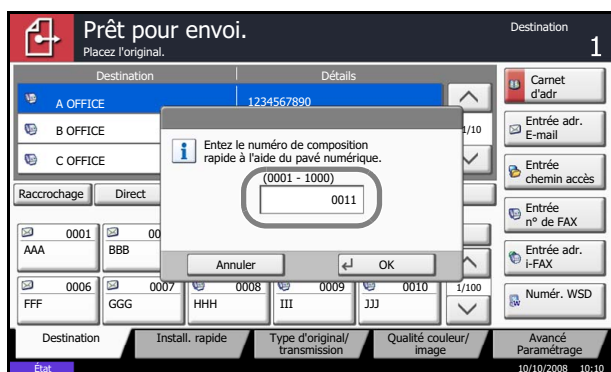 Prêt pour envoi.
Placez l'original.
Destination
1
Destination
Détails
A OFFICE
1234567890
B OFFICE
C OFFICE
1/10
Entez le numéro de composition
rapide à l'aide du pavé numérique.
(0001 - 1000)
0011
Annuler
OK
Raccrochage
Direct
0001
AAA
00
BBB
0006
FFF
0007
GGG
0008
HHH
0009
III
0010
JJJ
1/100
Carnet
d'adr
Entrée adr.
E-mail
Entrée
chemin accès
Entrée
n° de FAX
Entrée adr.
i-FAX
Numér. WSD
Destination
Install. rapide
Type d'original/
transmission
Qualité couleur/
image
Avancé
Paramétrage
État
10/10/2008 10:10